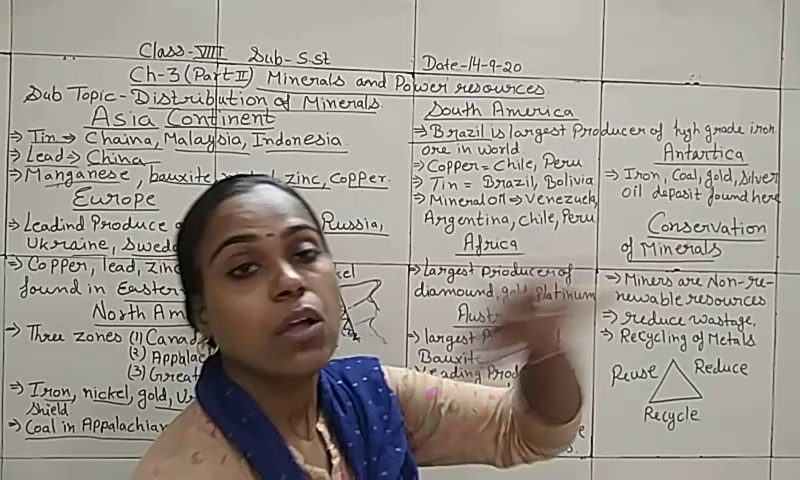 Class-VIII Sub-S.St Date-14-9-20
Ch-3 (Part II) Minerals and Power resources.
Sub Topic-Distribution of Minerals.
Asia Continent
⇒ Tin → Chaina, Malaysia, Indonesia.
⇒ Lead → China
⇒ Manganese, bauxite, zinc, copper.
Europe
⇒ Leadind Produce Russia,
Ukraine,
⇒ Copper, lead, zinc
found in Eastern
North Am
⇒ Three zones (1) Canad
(2) Appalach
(3) Great
⇒ Iron, nickel, gold,
Shield
⇒ Coal in Appalachian
South America
⇒ Brazil is largest Producer of high grade iron
ore in world
⇒ Copper = Chile, Peru
⇒ Tin = Brazil, Bolivia
⇒ Mineral oil → Venezuela,
Argentina, Chile, Peru
Africa
⇒ largest Producer of
diamound, gold, Platinum
Aust
⇒ largest P
Bauxite
Antartica
⇒ Iron, Coal, gold, Silver
oil deposit found here
Conservation
of Minerals
⇒ Miners are Non-re-
newable resources
⇒ reduce wastage,
⇒ Recycling of Metals
Reuse Reduce
Recycle